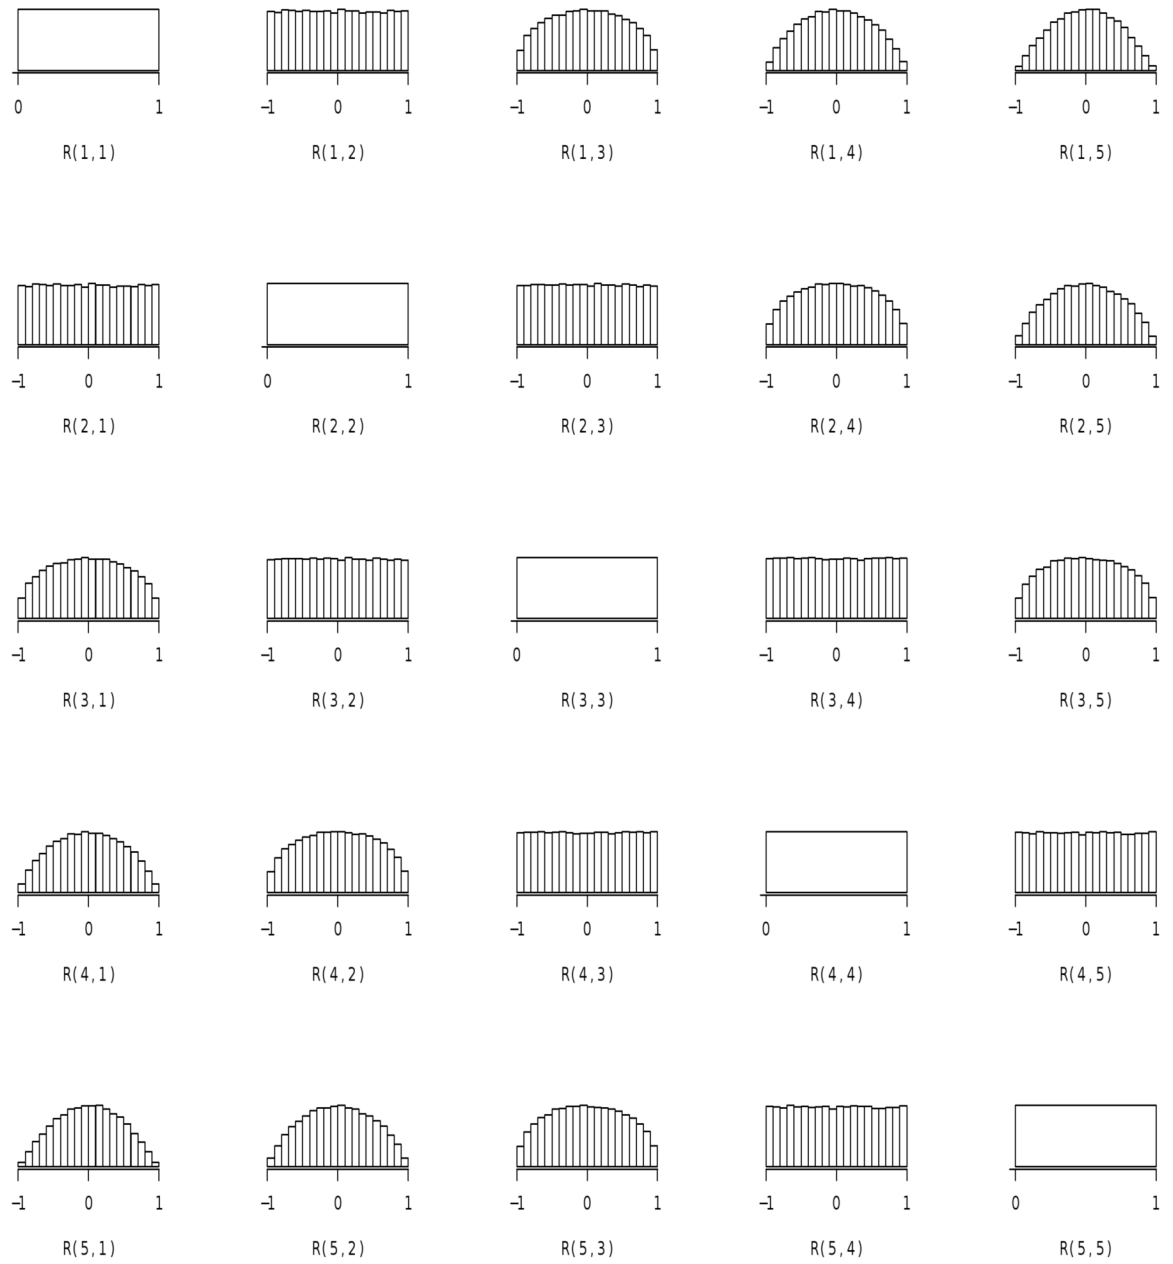 0 1 −1 0 1 −1 0 1 −1 0 1 −1 0 1
R(1,1) R(1,2) R(1,3) R(1,4) R(1,5)
−1 0 1 0 1 −1 0 1 −1 0 1 −1 0 1
R(2,1) R(2,2) R(2,3) R(2,4) R(2,5)
−1 0 1 −1 0 1 0 1 −1 0 1 −1 0 1
R(3,1) R(3,2) R(3,3) R(3,4) R(3,5)
−1 0 1 −1 0 1 −1 0 1 0 1 −1 0 1
R(4,1) R(4,2) R(4,3) R(4,4) R(4,5)
−1 0 1 −1 0 1 −1 0 1 −1 0 1 0 1
R(5,1) R(5,2) R(5,3) R(5,4) R(5,5)